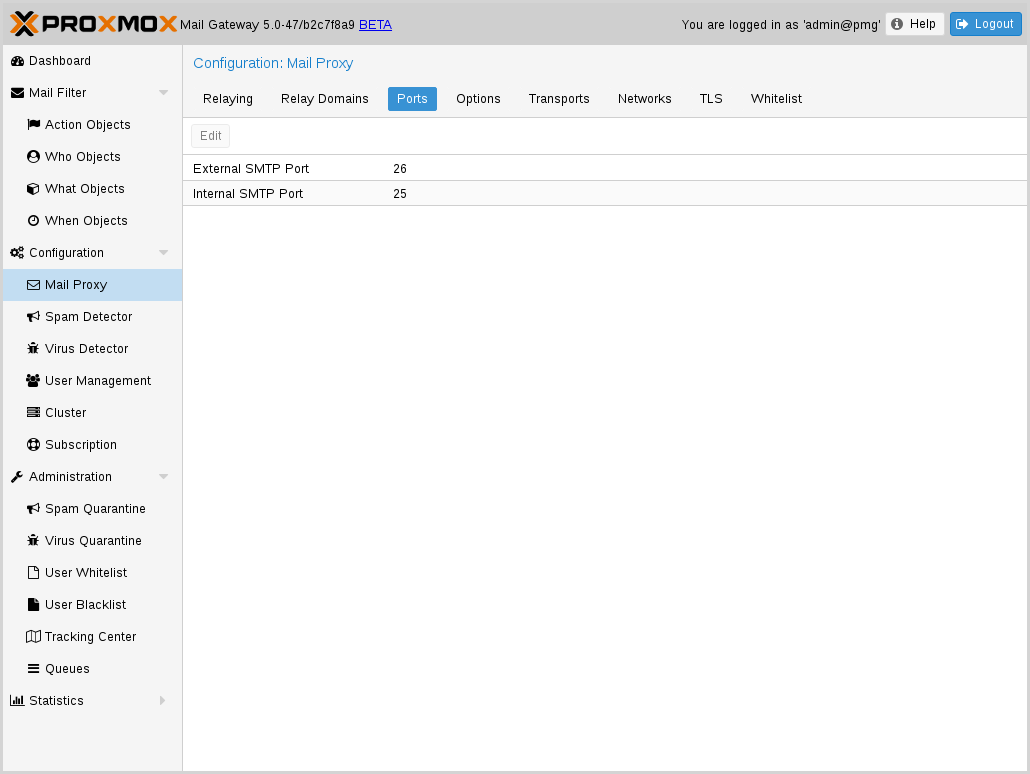 PROXMOX Mail Gateway 5.0-47/b2c7f8a9 BETA You are logged in as 'admin@pmg' Help Logout
Dashboard
Mail Filter
Action Objects
Who Objects
What Objects
When Objects
Configuration
Mail Proxy
Spam Detector
Virus Detector
User Management
Cluster
Subscription
Administration
Spam Quarantine
Virus Quarantine
User Whitelist
User Blacklist
Tracking Center
Queues
Statistics
Configuration: Mail Proxy
Relaying Relay Domains Ports Options Transports Networks TLS Whitelist
Edit
External SMTP Port 26
Internal SMTP Port 25